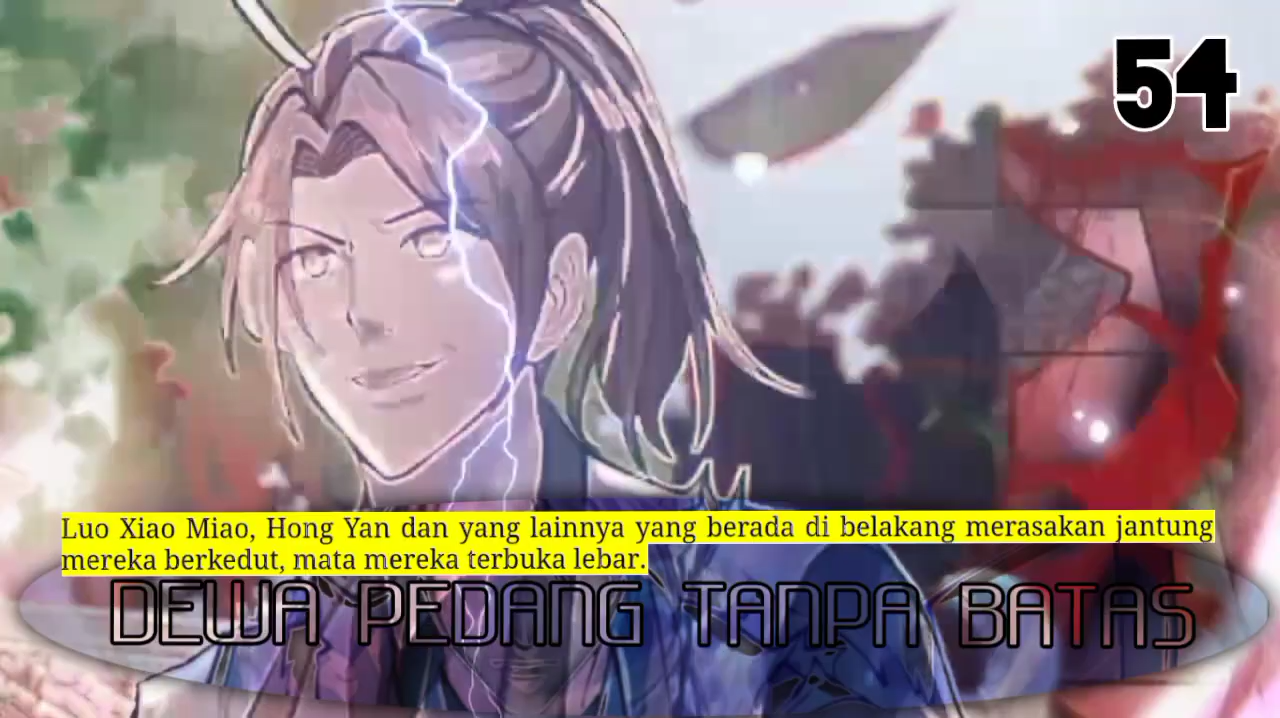 54
Luo Xiao Miao, Hong Yan dan yang lainnya yang berada di belakang merasakan jantung
mereka berkedut, mata mereka terbuka lebar.
DEWA PEDANG TANPA BATAS